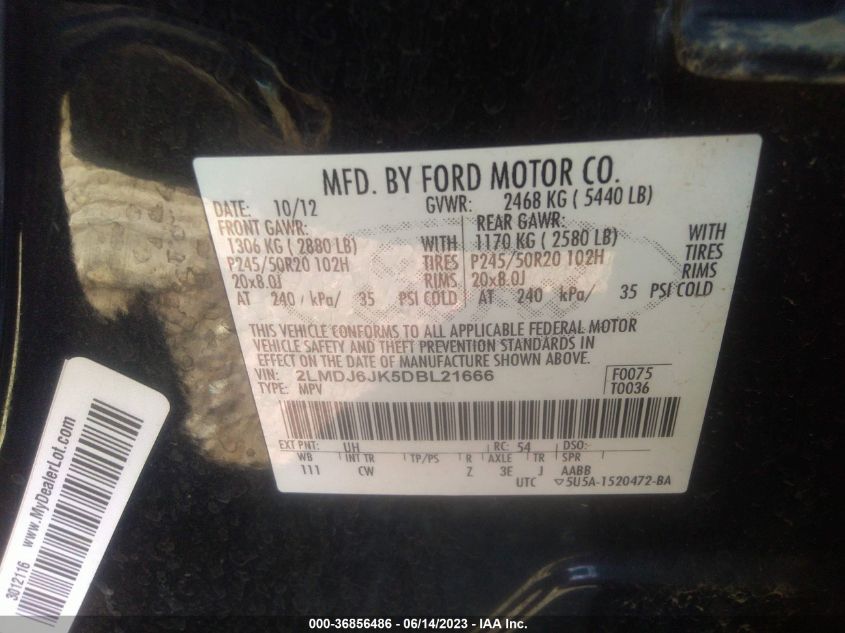 MFD. BY FORD MOTOR CO.
DATE: 10/12 GVWR: 2468 KG ( 5440 LB)
FRONT GAWR: REAR GAWR:
1306 KG ( 2880 LB) WITH 1170 KG ( 2580 LB) WITH
P245/50R20 102H TIRES P245/50R20 102H TIRES
20x8.0J RIMS 20x8.0J RIMS
AT 240 / kPa/ 35 PSI COLD AT 240 kPa/ 35 PSI COLD
THIS VEHICLE CONFORMS TO ALL APPLICABLE FEDERAL MOTOR
VEHICLE SAFETY AND THEFT PREVENTION STANDARDS IN
EFFECT ON THE DATE OF MANUFACTURE SHOWN ABOVE.
VIN: 2LMDJ6JK5DBL21666 F0075
TYPE: MPV T0036
EXT PNT: UH RC: 54 DSO:
WB INT TR TP/PS R AXLE TR SPR
111 CW Z 3E J AABB
UTC ▽5U5A-1520472-BA
www.MyDealerLot.com
3012116
000-36856486 - 06/14/2023 - IAA Inc.